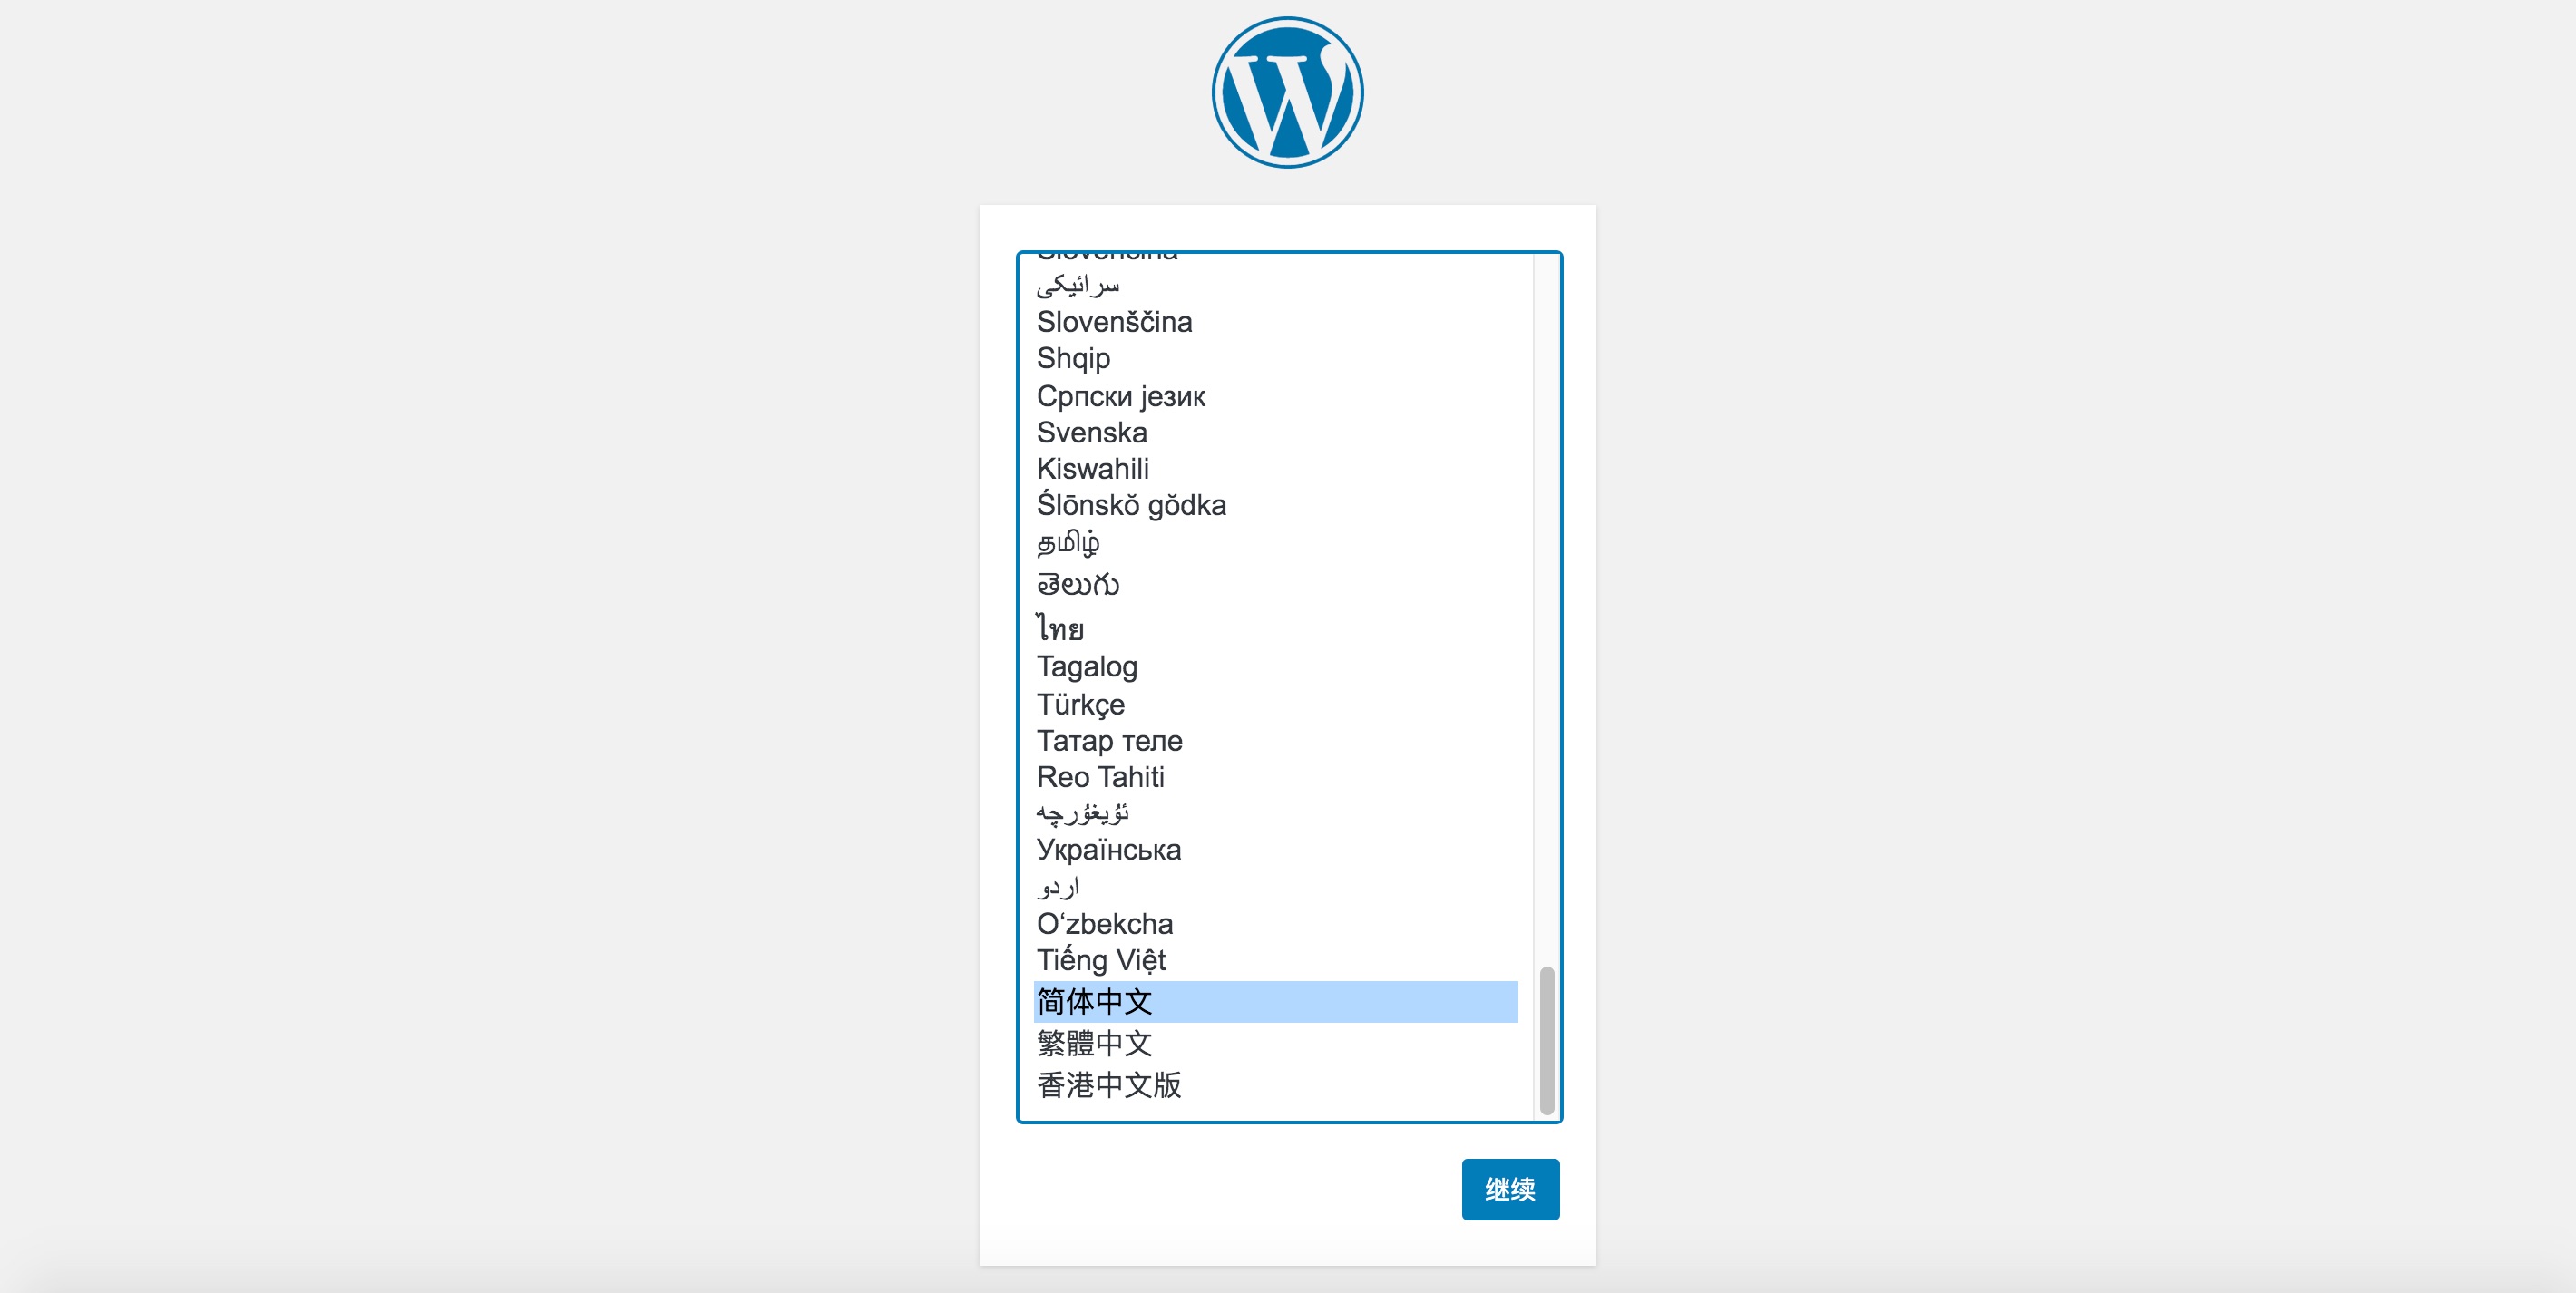 سرائیکی
Slovenščina
Shqip
Српски језик
Svenska
Kiswahili
Ślōnskŏ gŏdka
தமிழ்
తెలుగు
ไทย
Tagalog
Türkçe
Татар теле
Reo Tahiti
ئۇيغۇرچە
Українська
اردو
O‘zbekcha
Tiếng Việt
简体中文
繁體中文
香港中文版
继续